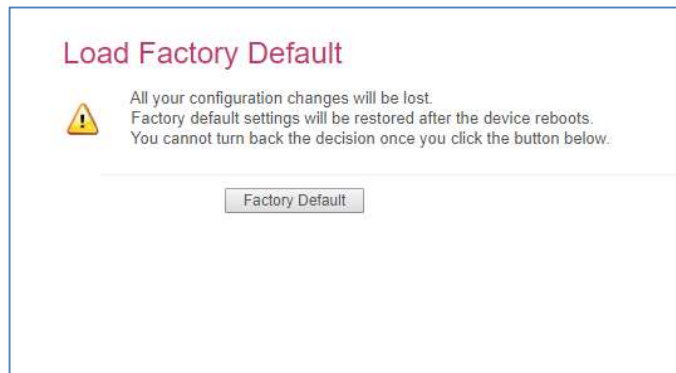 Load Factory Default
All your configuration changes will be lost.
Factory default settings will be restored after the device reboots.
You cannot turn back the decision once you click the button below.
Factory Default